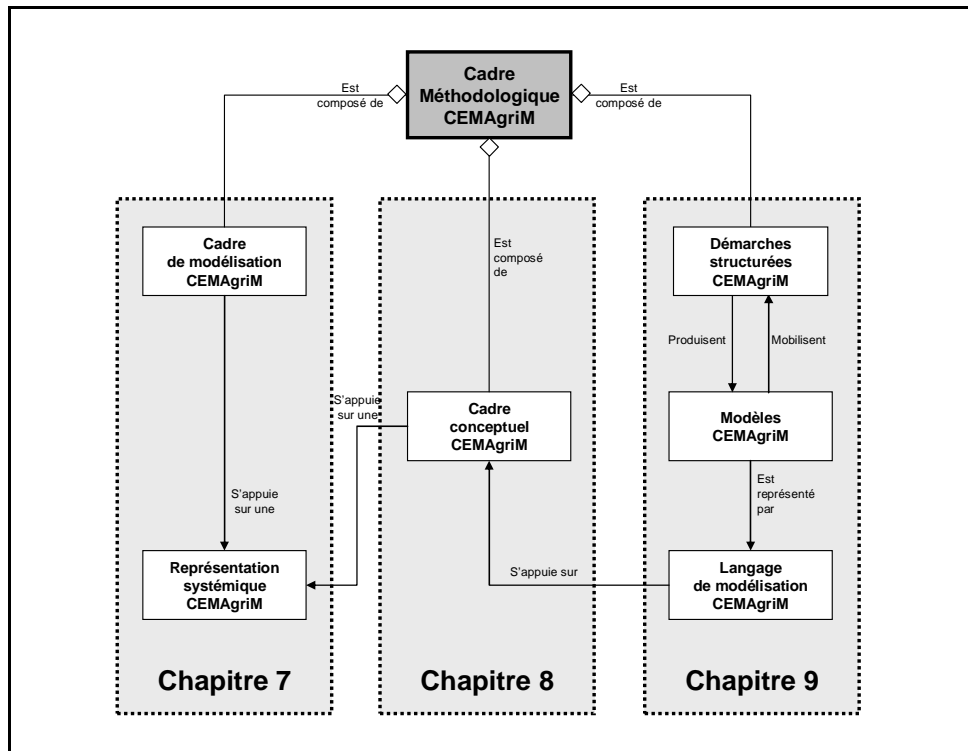 Cadre
Méthodologique
CEMAgriM
Est
composé de
Est
composé de
Est
composé
de
Cadre
de modélisation
CEMAgriM
Démarches
structurées
CEMAgriM
Produisent
Mobilisent
S'appuie
sur une
Cadre
conceptuel
CEMAgriM
Modèles
CEMAgriM
S'appuie
sur une
Est
représenté
par
Représentation
systémique
CEMAgriM
S'appuie sur
Langage
de modélisation
CEMAgriM
Chapitre 7
Chapitre 8
Chapitre 9